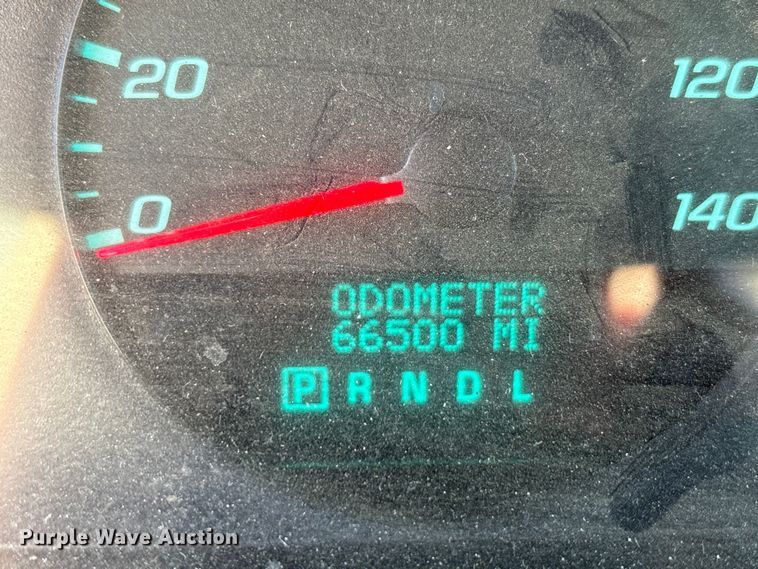 20
120
0
140
ODOMETER
66500 MI
P R N D L
Purple Wave Auction